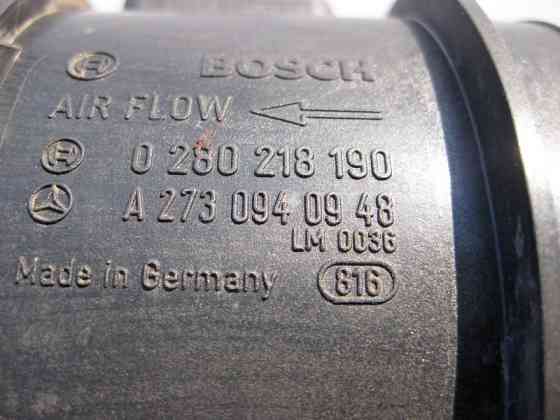 BOSCH
AIR FLOW
0 280 218 190
A 273 094 09 48
LM 0036
Made in Germany 816